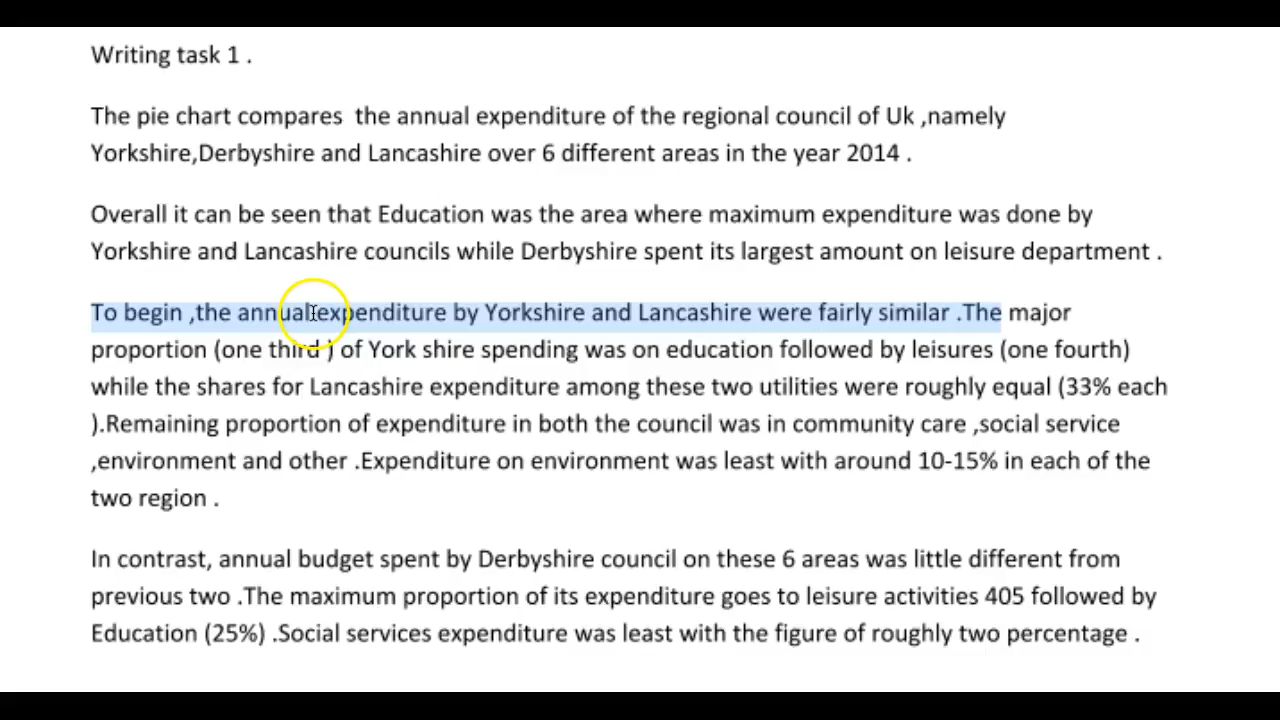 Writing task 1 .
The pie chart compares  the annual expenditure of the regional council of Uk ,namely
Yorkshire,Derbyshire and Lancashire over 6 different areas in the year 2014 .
Overall it can be seen that Education was the area where maximum expenditure was done by
Yorkshire and Lancashire councils while Derbyshire spent its largest amount on leisure department .
To begin ,the annual expenditure by Yorkshire and Lancashire were fairly similar .The major
proportion (one third ) of York shire spending was on education followed by leisures (one fourth)
while the shares for Lancashire expenditure among these two utilities were roughly equal (33% each
).Remaining proportion of expenditure in both the council was in community care ,social service
,environment and other .Expenditure on environment was least with around 10-15% in each of the
two region .
In contrast, annual budget spent by Derbyshire council on these 6 areas was little different from
previous two .The maximum proportion of its expenditure goes to leisure activities 405 followed by
Education (25%) .Social services expenditure was least with the figure of roughly two percentage .